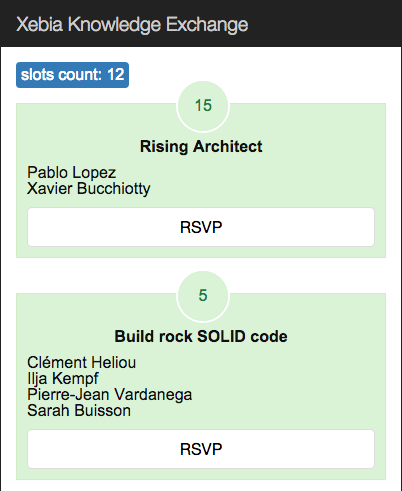 Xebia Knowledge Exchange
slots count: 12
15
Rising Architect
Pablo Lopez
Xavier Bucchiotty
RSVP
5
Build rock SOLID code
Clément Heliou
Ilja Kempf
Pierre-Jean Vardanega
Sarah Buisson
RSVP